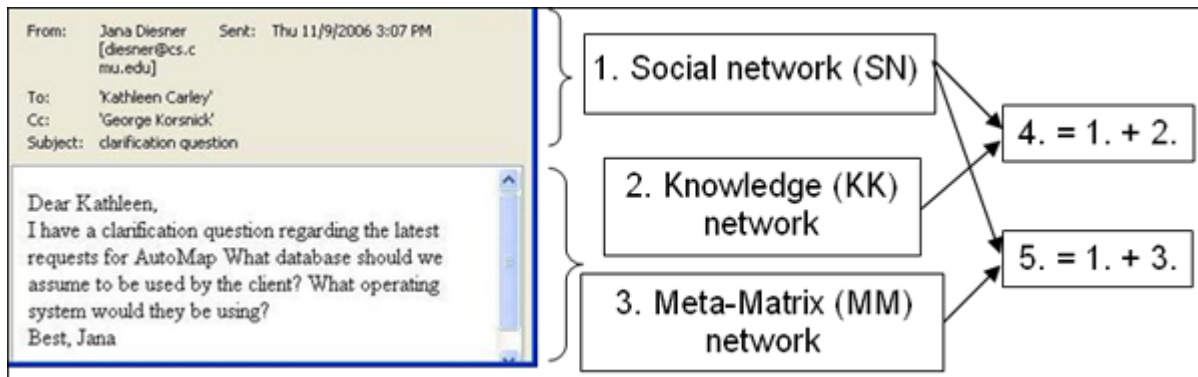 From: Jana Diesner Sent: Thu 11/9/2006 3:07 PM
[diesner@cs.c
mu.edu]
To: 'Kathleen Carley'
Cc: 'George Korsnick'
Subject: clarification question
Dear Kathleen,
I have a clarification question regarding the latest
requests for AutoMap What database should we
assume to be used by the client? What operating
system would they be using?
Best, Jana
1. Social network (SN)
2. Knowledge (KK)
network
3. Meta-Matrix (MM)
network
4. = 1. + 2.
5. = 1. + 3.